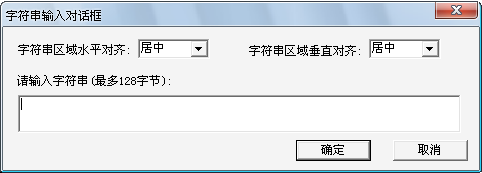 字符串输入对话框
字符串区域水平对齐: 居中 字符串区域垂直对齐: 居中
请输入字符串(最多128字节):
确定 取消